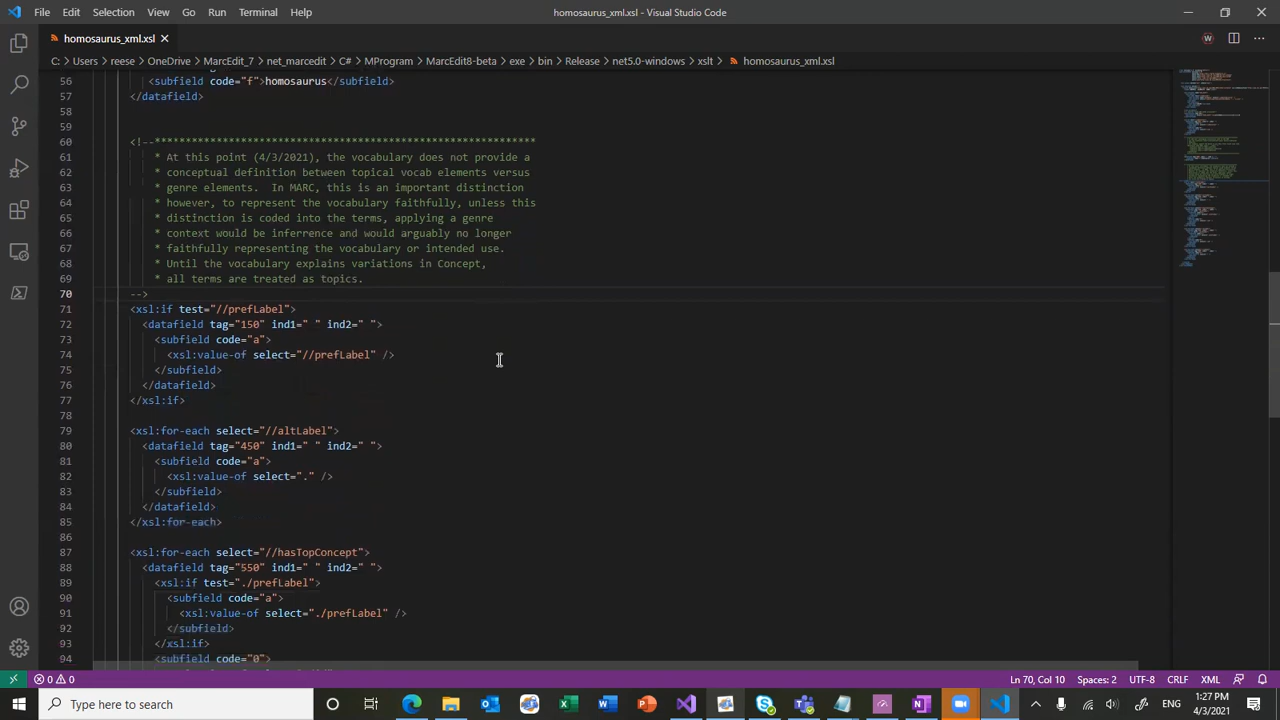 File Edit Selection View Go Run Terminal Help
homosaurus_xml.xsl - Visual Studio Code
homosaurus_xml.xsl
C: > Users > reese > OneDrive > MarcEdit_7 > net_marcedit > C# > MProgram > MarcEdit8-beta > exe > bin > Release > net5.0-windows > xslt > homosaurus_xml.xsl
56 <subfield code="f">homosaurus</subfield>
57 </datafield>
58
59
60 <!--****************************************************************
61 * At this point (4/3/2021), the vocabulary does not provide a
62 * conceptual definition between topical vocab elements versus
63 * genre elements.  In MARC, this is an important distinction
64 * however, to represent the vocabulary faithfully, unless this
65 * distinction is coded into the terms, applying a genre
66 * context would be inferrence and would arguably no longer
67 * faithfully representing the vocabulary or intended use.
68 * Until the vocabulary explains variations in Concept,
69 * all terms are treated as topics.
70 -->
71 <xsl:if test="//prefLabel">
72 <datafield tag="150" ind1=" " ind2=" ">
73 <subfield code="a">
74 <xsl:value-of select="//prefLabel" />
75 </subfield>
76 </datafield>
77 </xsl:if>
78
79 <xsl:for-each select="//altLabel">
80 <datafield tag="450" ind1=" " ind2=" ">
81 <subfield code="a">
82 <xsl:value-of select="." />
83 </subfield>
84 </datafield>
85 </xsl:for-each>
86
87 <xsl:for-each select="//hasTopConcept">
88 <datafield tag="550" ind1=" " ind2=" ">
89 <xsl:if test="./prefLabel">
90 <subfield code="a">
91 <xsl:value-of select="./prefLabel" />
92 </subfield>
93 </xsl:if>
94 <subfield code="0">
0 0
Ln 70, Col 10 Spaces: 2 UTF-8 CRLF XML
Type here to search
ENG
1:27 PM
4/3/2021